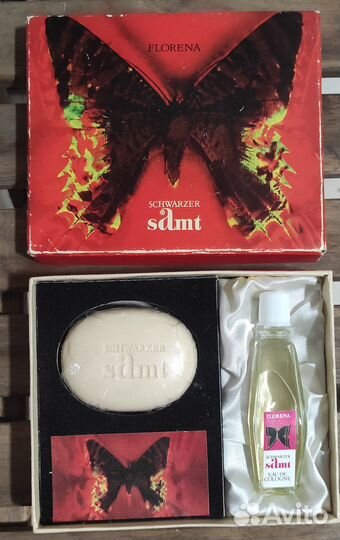 FLORENA
SCHWARZER
samt
SCHWARZER
samt
FLORENA
SCHWARZER
samt
EAU DE
COLOGNE
Avito